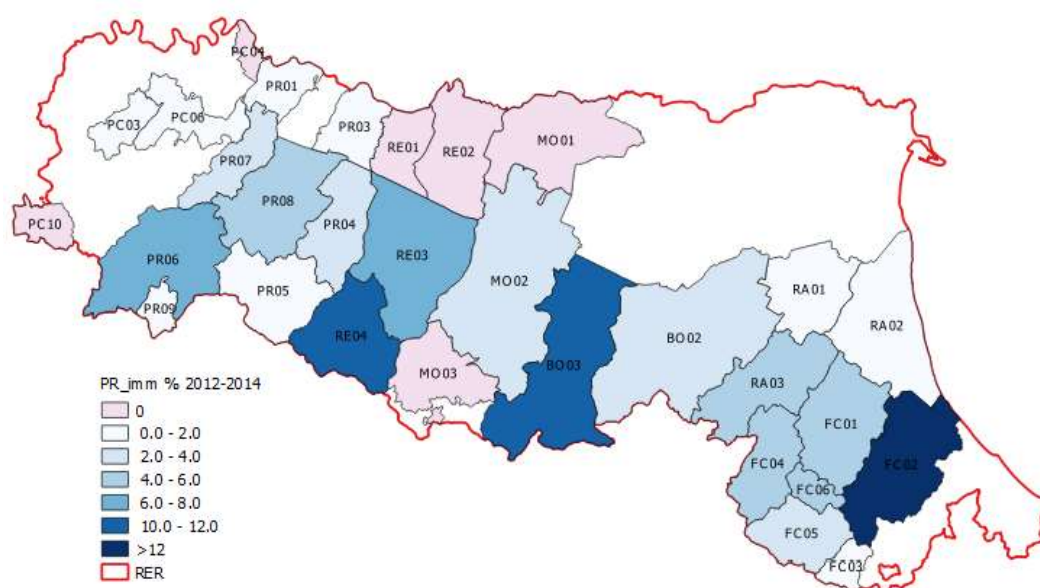 PC04
PR01
PC03
PC06
PR03
RE01
RE02
MO01
PR07
PR08
PR04
PC10
PR06
RE03
MO02
PR05
PR09
RE04
MO03
BO03
BO02
RA01
RA02
RA03
FC01
FC04
FC02
FC06
FC05
FC03
PR_imm % 2012-2014
0
0.0 - 2.0
2.0 - 4.0
4.0 - 6.0
6.0 - 8.0
10.0 - 12.0
>12
RER